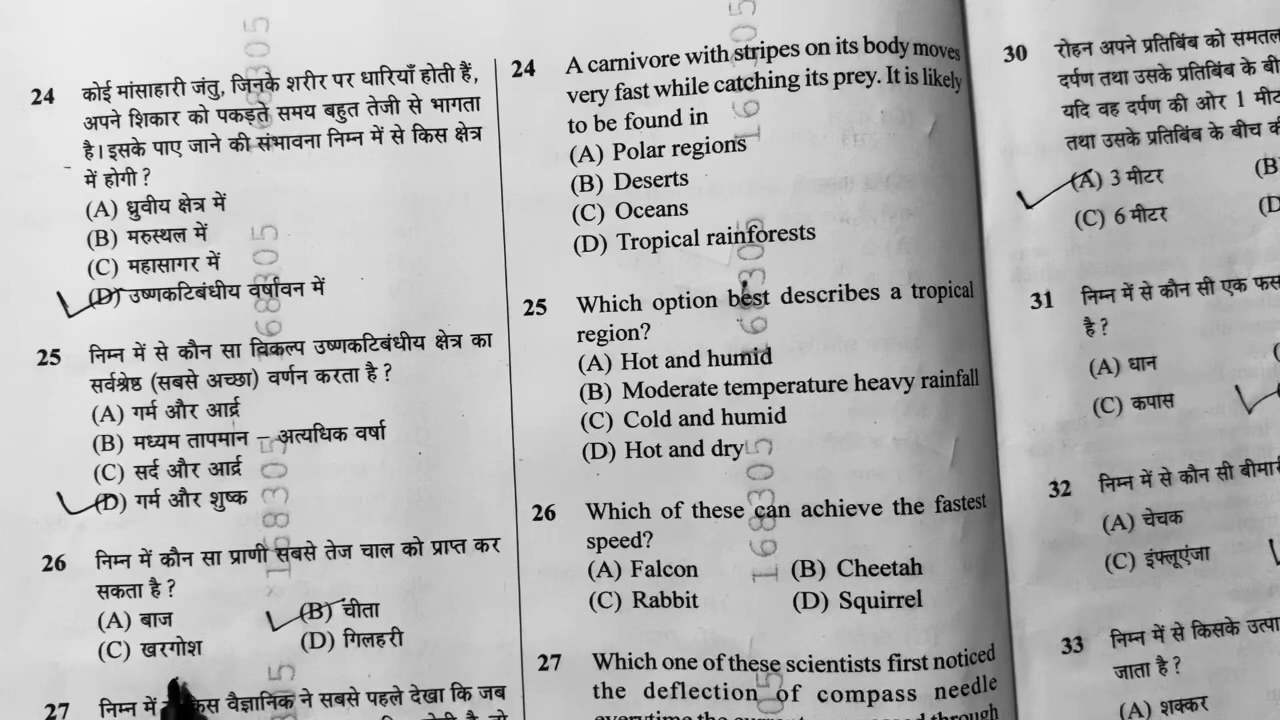 24 कोई मांसाहारी जंतु, जिनके शरीर पर धारियाँ होती हैं,
अपने शिकार को पकड़ते समय बहुत तेजी से भागता
है। इसके पाए जाने की संभावना निम्न में से किस क्षेत्र
में होगी ?
(A) ध्रुवीय क्षेत्र में
(B) मरुस्थल में
(C) महासागर में
(D) उष्णकटिबंधीय वर्षावन में
25 निम्न में से कौन सा विकल्प उष्णकटिबंधीय क्षेत्र का
सर्वश्रेष्ठ (सबसे अच्छा) वर्णन करता है ?
(A) गर्म और आर्द्र
(B) मध्यम तापमान – अत्यधिक वर्षा
(C) सर्द और आर्द्र
(D) गर्म और शुष्क
26 निम्न में कौन सा प्राणी सबसे तेज चाल को प्राप्त कर
सकता है ?
(A) बाज (B) चीता
(C) खरगोश (D) गिलहरी
27 निम्न में वैज्ञानिक ने सबसे पहले देखा कि जब
24 A carnivore with stripes on its body moves
very fast while catching its prey. It is likely
to be found in
(A) Polar regions
(B) Deserts
(C) Oceans
(D) Tropical rainforests
25 Which option best describes a tropical
region?
(A) Hot and humid
(B) Moderate temperature heavy rainfall
(C) Cold and humid
(D) Hot and dry
26 Which of these can achieve the fastest
speed?
(A) Falcon (B) Cheetah
(C) Rabbit (D) Squirrel
27 Which one of these scientists first noticed
the deflection of compass needle
30 रोहन अपने प्रतिबिंब को समतल
दर्पण तथा उसके प्रतिबिंब के बी
यदि वह दर्पण की ओर 1 मीट
तथा उसके प्रतिबिंब के बीच की
(A) 3 मीटर (B
(C) 6 मीटर (D
31 निम्न में से कौन सी एक फस
है ?
(A) धान
(C) कपास
32 निम्न में से कौन सी बीमारी
(A) चेचक
(C) इंफ्लूएंजा
33 निम्न में से किसके उत्पा
जाता है ?
(A) शक्कर
168305
168305
168305